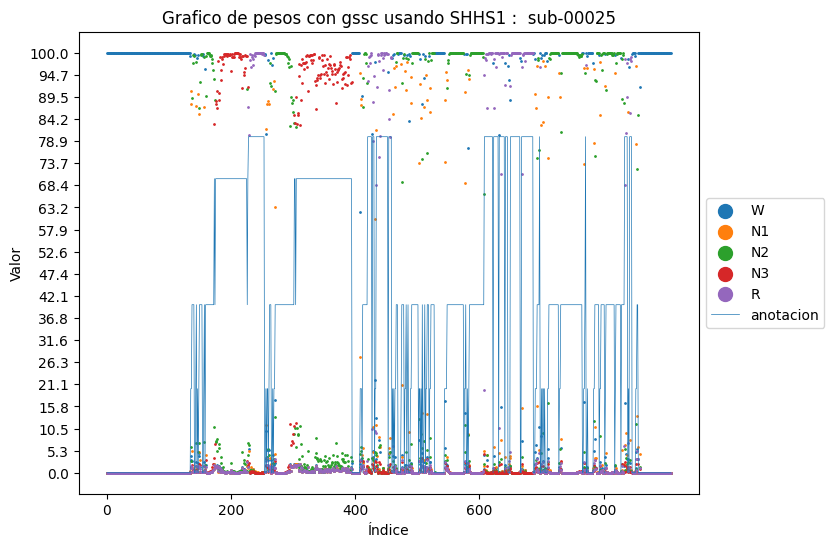 Grafico de pesos con gssc usando SHHS1 :  sub-00025
100.0
94.7
89.5
84.2
78.9
73.7
68.4
63.2
57.9
52.6
47.4
42.1
36.8
31.6
26.3
21.1
15.8
10.5
5.3
0.0
Valor
0 200 400 600 800
Índice
W
N1
N2
N3
R
anotacion